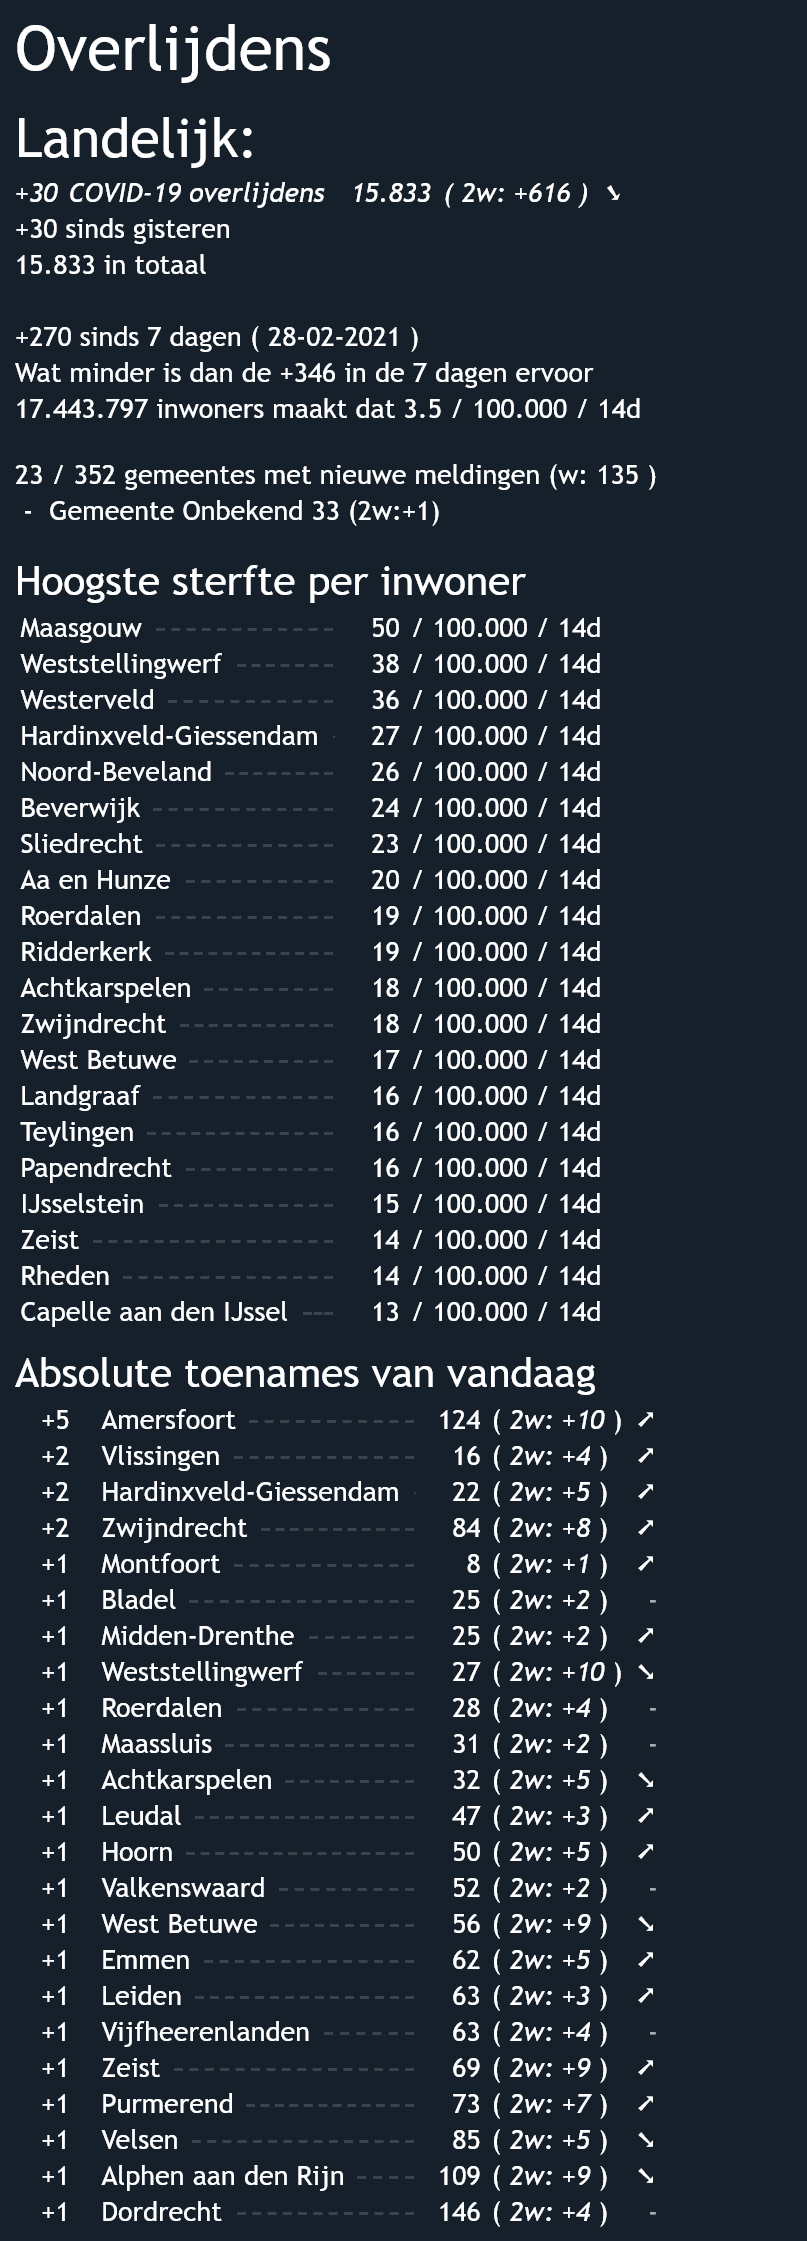 Overlijdens
Landelijk:
+30 COVID-19 overlijdens 15.833 ( 2w: +616 ) ➘
+30 sinds gisteren
15.833 in totaal
+270 sinds 7 dagen ( 28-02-2021 )
Wat minder is dan de +346 in de 7 dagen ervoor
17.443.797 inwoners maakt dat 3.5 / 100.000 / 14d
23 / 352 gemeentes met nieuwe meldingen (w: 135 )
- Gemeente Onbekend 33 (2w:+1)
Hoogste sterfte per inwoner
Maasgouw ------------ 50 / 100.000 / 14d
Weststellingwerf ------- 38 / 100.000 / 14d
Westerveld ------------ 36 / 100.000 / 14d
Hardinxveld-Giessendam - 27 / 100.000 / 14d
Noord-Beveland -------- 26 / 100.000 / 14d
Beverwijk ------------- 24 / 100.000 / 14d
Sliedrecht ------------ 23 / 100.000 / 14d
Aa en Hunze ---------- 20 / 100.000 / 14d
Roerdalen ------------ 19 / 100.000 / 14d
Ridderkerk ------------ 19 / 100.000 / 14d
Achtkarspelen --------- 18 / 100.000 / 14d
Zwijndrecht ----------- 18 / 100.000 / 14d
West Betuwe ---------- 17 / 100.000 / 14d
Landgraaf ------------- 16 / 100.000 / 14d
Teylingen ------------- 16 / 100.000 / 14d
Papendrecht ---------- 16 / 100.000 / 14d
IJsselstein ------------ 15 / 100.000 / 14d
Zeist ----------------- 14 / 100.000 / 14d
Rheden --------------- 14 / 100.000 / 14d
Capelle aan den IJssel --- 13 / 100.000 / 14d
Absolute toenames van vandaag
+5 Amersfoort ------------ 124 ( 2w: +10 ) ➚
+2 Vlissingen ------------- 16 ( 2w: +4 ) ➚
+2 Hardinxveld-Giessendam - 22 ( 2w: +5 ) ➚
+2 Zwijndrecht ----------- 84 ( 2w: +8 ) ➚
+1 Montfoort ------------- 8 ( 2w: +1 ) ➚
+1 Bladel ---------------- 25 ( 2w: +2 ) -
+1 Midden-Drenthe -------- 25 ( 2w: +2 ) ➚
+1 Weststellingwerf ------- 27 ( 2w: +10 ) ➘
+1 Roerdalen ------------- 28 ( 2w: +4 ) -
+1 Maassluis -------------- 31 ( 2w: +2 ) -
+1 Achtkarspelen ---------- 32 ( 2w: +5 ) ➘
+1 Leudal ---------------- 47 ( 2w: +3 ) ➚
+1 Hoorn ----------------- 50 ( 2w: +5 ) ➚
+1 Valkenswaard ---------- 52 ( 2w: +2 ) -
+1 West Betuwe ----------- 56 ( 2w: +9 ) ➘
+1 Emmen --------------- 62 ( 2w: +5 ) ➚
+1 Leiden ---------------- 63 ( 2w: +3 ) ➚
+1 Vijfheerenlanden ------- 63 ( 2w: +4 ) -
+1 Zeist ------------------ 69 ( 2w: +9 ) ➚
+1 Purmerend ------------ 73 ( 2w: +7 ) ➚
+1 Velsen ---------------- 85 ( 2w: +5 ) ➘
+1 Alphen aan den Rijn ---- 109 ( 2w: +9 ) ➘
+1 Dordrecht ------------- 146 ( 2w: +4 ) -